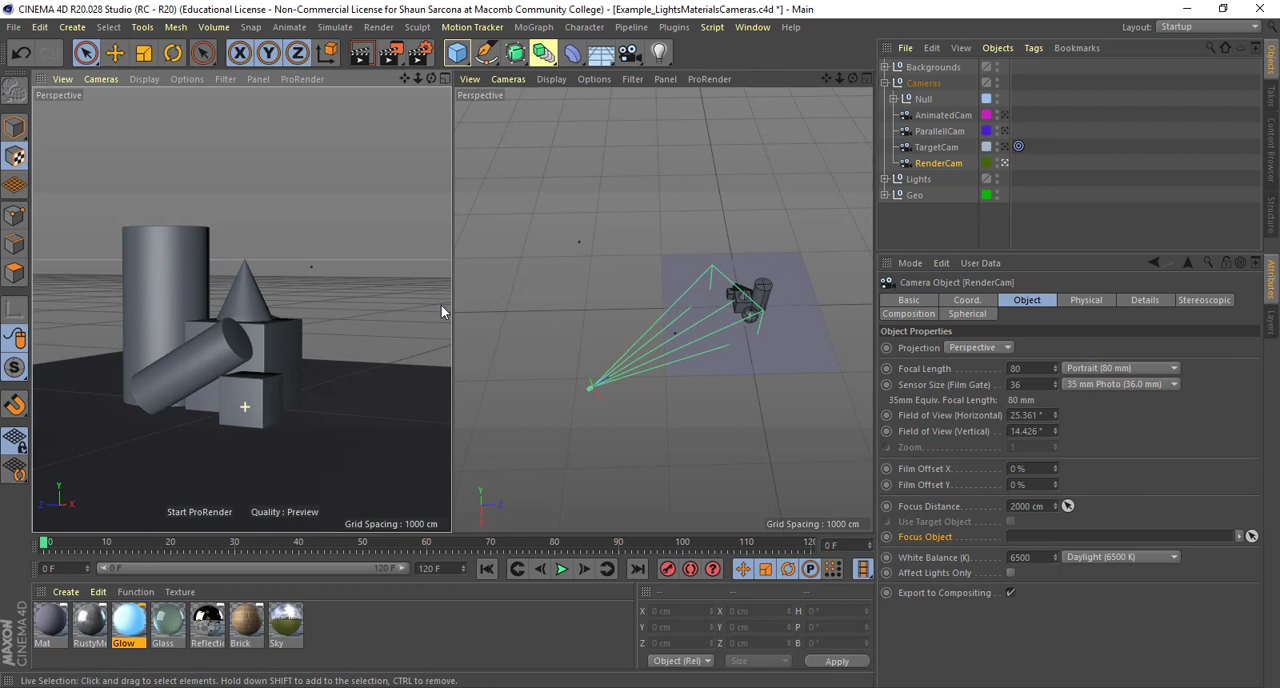 CINEMA 4D R20.028 Studio (RC - R20) (Educational License - Non-Commercial License for Shaun Sarcona at Macomb Community College) - [Example_LightsMaterialsCameras.c4d *] - Main
File Edit Create Select Tools Mesh Volume Snap Animate Simulate Render Sculpt Motion Tracker MoGraph Character Pipeline Plugins Script Window Help
Layout: Startup
X Y Z
File Edit View Objects Tags Bookmarks
View Cameras Display Options Filter Panel ProRender
View Cameras Display Options Filter Panel ProRender
Perspective
Perspective
Backgrounds
Cameras
Null
AnimatedCam
ParallellCam
TargetCam
RenderCam
Lights
Geo
Objects
Takes
Content Browser
Structure
Mode Edit User Data
Camera Object [RenderCam]
Basic Coord. Object Physical Details Stereoscopic
Composition Spherical
Object Properties
Projection Perspective
Focal Length 80 Portrait (80 mm)
Sensor Size (Film Gate) 36 35 mm Photo (36.0 mm)
35mm Equiv. Focal Length: 80 mm
Field of View (Horizontal) 25.361 °
Field of View (Vertical) 14.426 °
Zoom 1
Film Offset X 0 %
Film Offset Y 0 %
Focus Distance 2000 cm
Use Target Object
Focus Object
White Balance (K) 6500 Daylight (6500 K)
Affect Lights Only
Export to Compositing
Attributes
Layers
Y
Z X
Start ProRender Quality : Preview
Grid Spacing : 1000 cm
Y
Z
X
Grid Spacing : 1000 cm
0 10 20 30 40 50 60 70 80 90 100 110 120 0 F
0 F 0 F 120 F 120 F
P
Create Edit Function Texture
Mat RustyMe Glow Glass Reflecti Brick Sky
-- -- --
X 0 cm X 0 cm H 0 °
Y 0 cm Y 0 cm P 0 °
Z 0 cm Z 0 cm B 0 °
Object (Rel) Size Apply
MAXON
CINEMA4D
Live Selection: Click and drag to select elements. Hold down SHIFT to add to the selection, CTRL to remove.